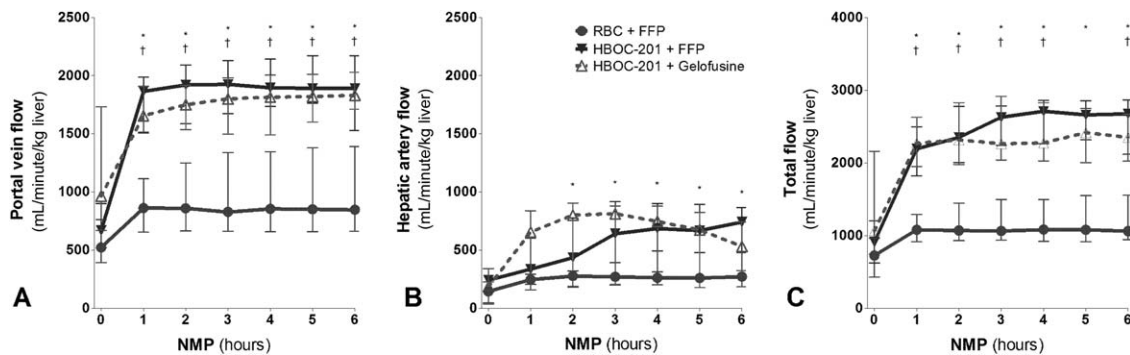 Portal vein flow
(mL/minute/kg liver)
2500
2000
1500
1000
500
0
* * * * * *
† † † † † †
A
0 1 2 3 4 5 6
NMP (hours)
Hepatic artery flow
(mL/minute/kg liver)
2500
2000
1500
1000
500
0
RBC + FFP
HBOC-201 + FFP
HBOC-201 + Gelofusine
* * * * *
B
0 1 2 3 4 5 6
NMP (hours)
Total flow
(mL/minute/kg liver)
4000
3000
2000
1000
0
* * * * * *
† † † † †
C
0 1 2 3 4 5 6
NMP (hours)